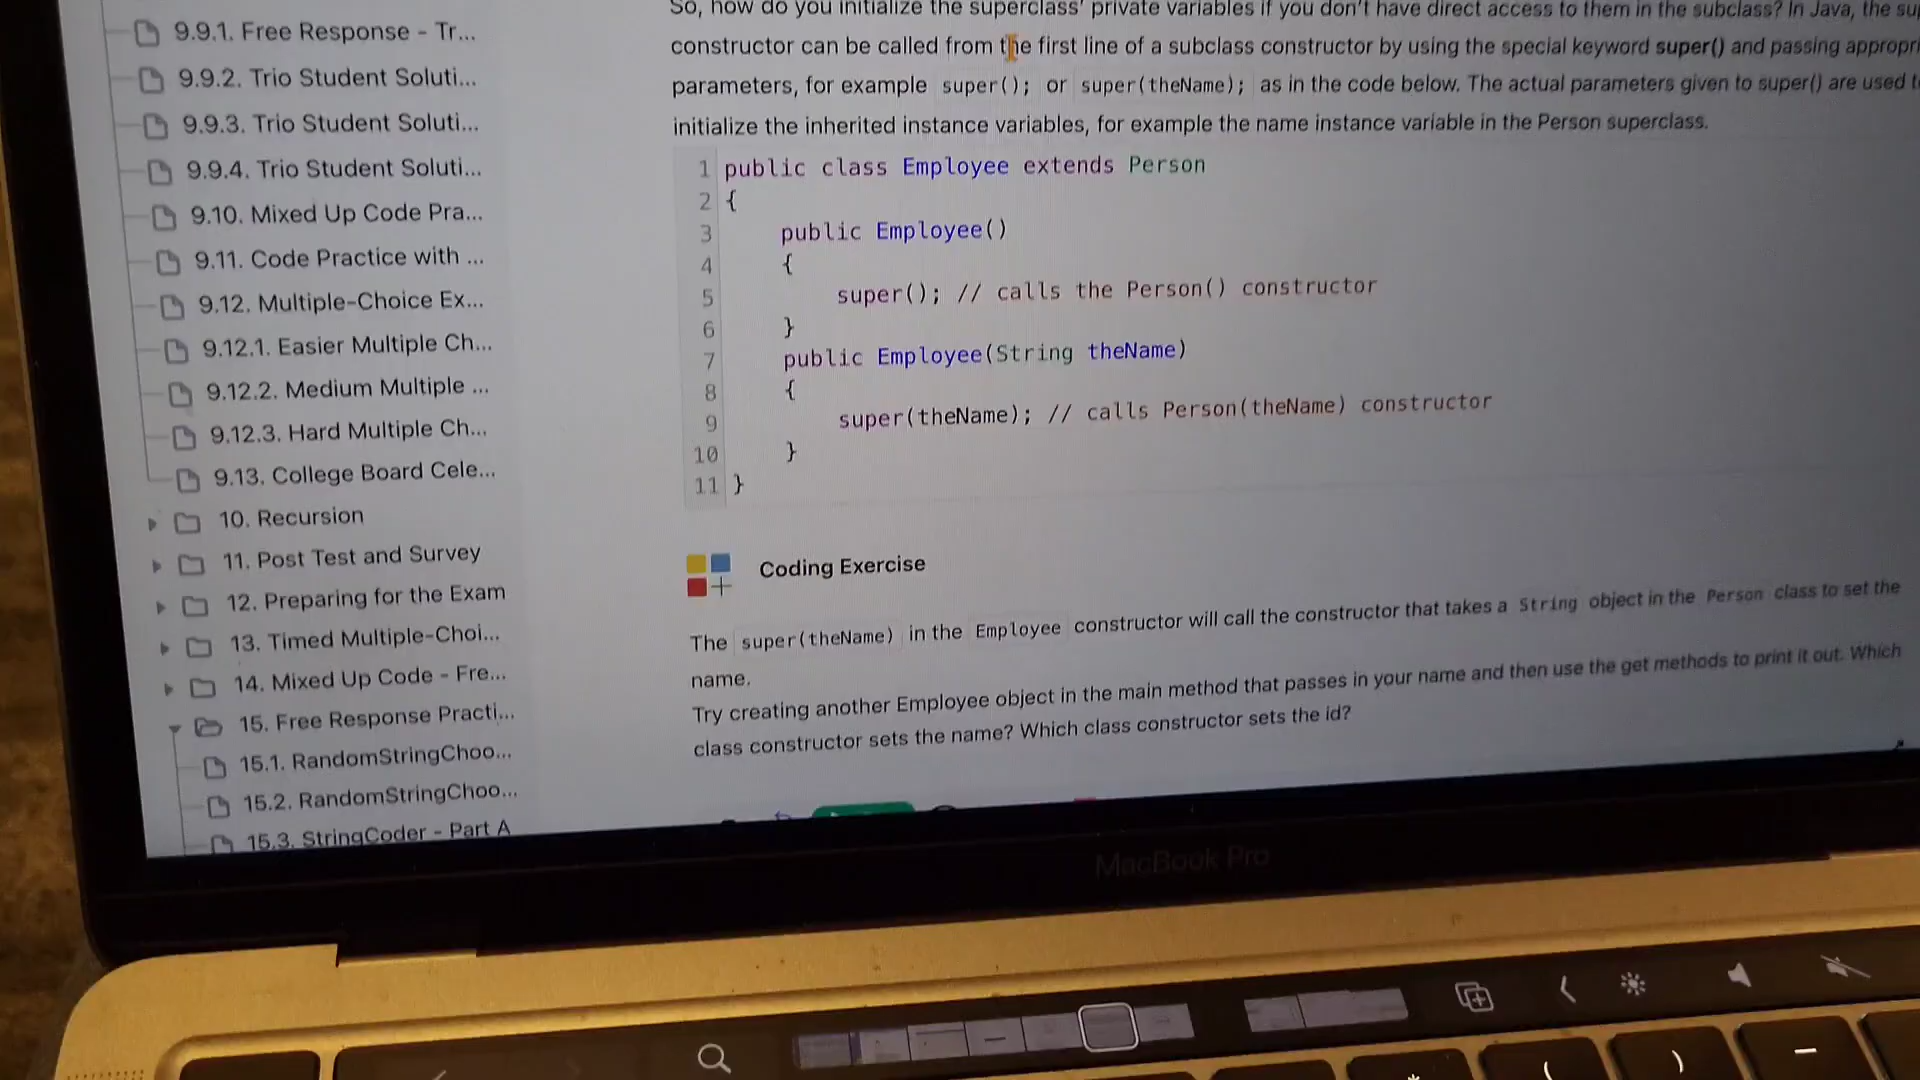 9.9.1. Free Response - Tr...
9.9.2. Trio Student Soluti...
9.9.3. Trio Student Soluti...
9.9.4. Trio Student Soluti...
9.10. Mixed Up Code Pra...
9.11. Code Practice with ...
9.12. Multiple-Choice Ex...
9.12.1. Easier Multiple Ch...
9.12.2. Medium Multiple ...
9.12.3. Hard Multiple Ch...
9.13. College Board Cele...
10. Recursion
11. Post Test and Survey
12. Preparing for the Exam
13. Timed Multiple-Choi...
14. Mixed Up Code - Fre...
15. Free Response Practi...
15.1. RandomStringChoo...
15.2. RandomStringChoo...
15.3. StringCoder - Part A
So, how do you initialize the superclass' private variables if you don't have direct access to them in the subclass? In Java, the
constructor can be called from the first line of a subclass constructor by using the special keyword super() and passing
parameters, for example super(); or super(theName); as in the code below. The actual parameters given to super() are used
initialize the inherited instance variables, for example the name instance variable in the Person superclass.
1 public class Employee extends Person
2 {
3 public Employee()
4 {
5 super(); // calls the Person() constructor
6 }
7 public Employee(String theName)
8 {
9 super(theName); // calls Person(theName) constructor
10 }
11 }
Coding Exercise
The super(theName) in the Employee constructor will call the constructor that takes a String object in the Person class to set the
name.
Try creating another Employee object in the main method that passes in your name and then use the get methods to print it out. Which
class constructor sets the name? Which class constructor sets the id?
MacBook Pro
* ( ) -